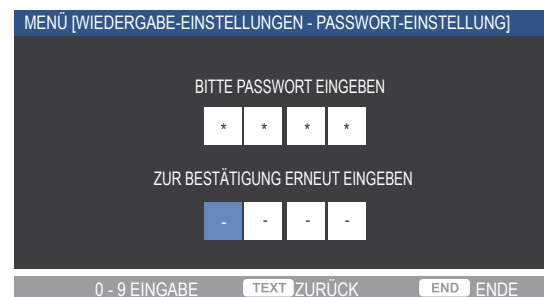 MENÜ [WIEDERGABE-EINSTELLUNGEN - PASSWORT-EINSTELLUNG]
BITTE PASSWORT EINGEBEN
* * * *
ZUR BESTÄTIGUNG ERNEUT EINGEBEN
- - - -
0 - 9 EINGABE TEXT ZURÜCK END ENDE